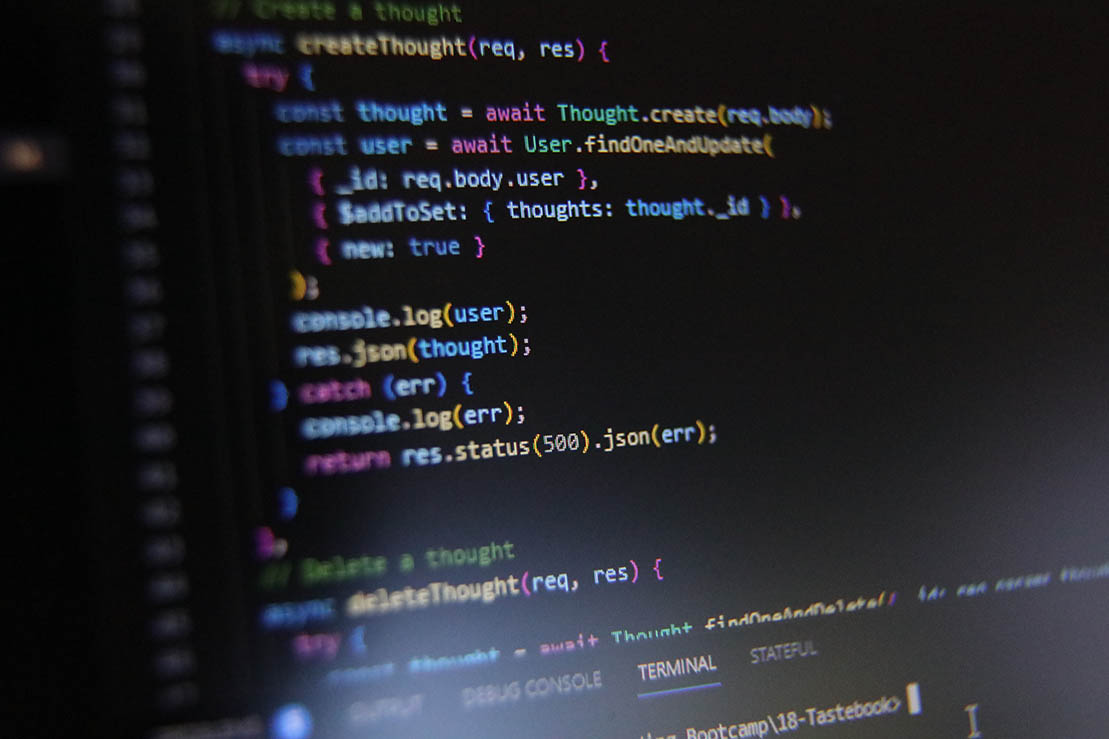 // Create a thought
async createThought(req, res) {
try {
const thought = await Thought.create(req.body);
const user = await User.findOneAndUpdate(
{ _id: req.body.user },
{ $addToSet: { thoughts: thought._id } },
{ new: true }
);
console.log(user);
res.json(thought);
} catch (err) {
console.log(err);
return res.status(500).json(err);
}
},
// Delete a thought
async deleteThought(req, res) {
try {
const thought = await Thought.findOneAndDelete(
OUTPUT DEBUG CONSOLE TERMINAL STATEFUL
Bootcamp\18-Tastebook>